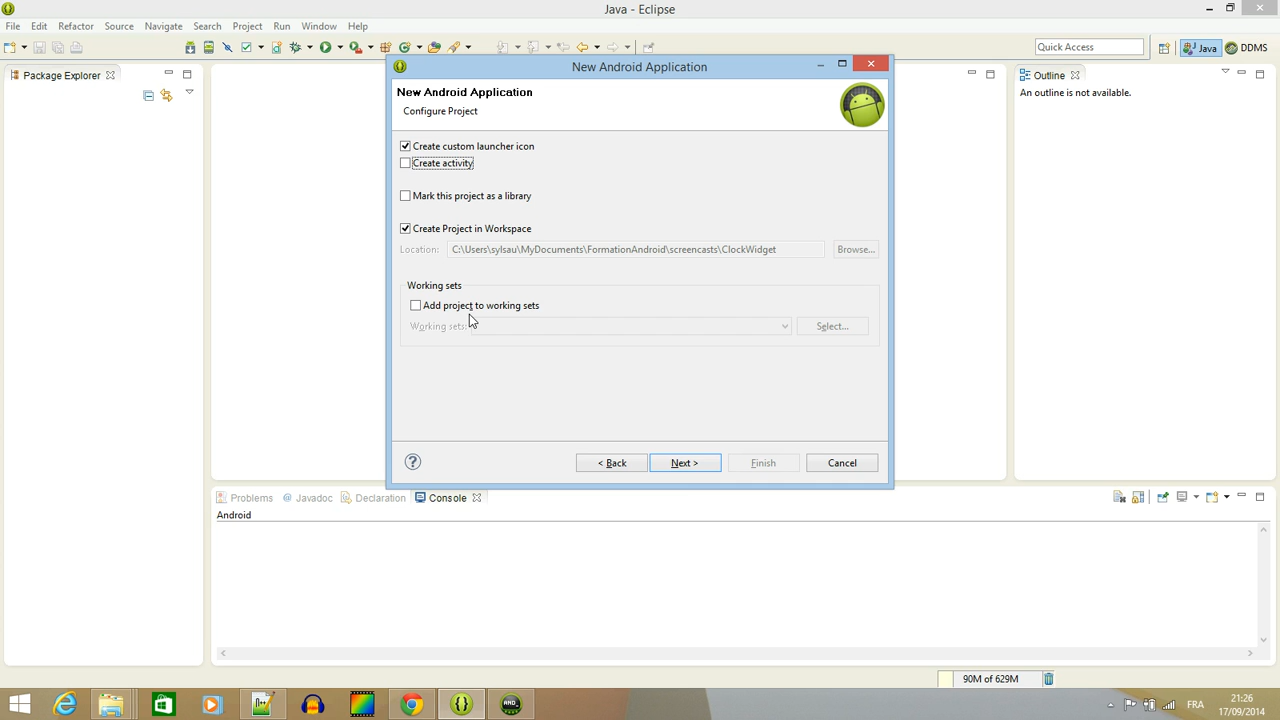 Java - Eclipse
File Edit Refactor Source Navigate Search Project Run Window Help
Quick Access
Java
DDMS
Package Explorer
New Android Application
Outline
An outline is not available.
New Android Application
Configure Project
Create custom launcher icon
Create activity
Mark this project as a library
Create Project in Workspace
Location: C:\Users\sylsau\MyDocuments\FormationAndroid\screencasts\ClockWidget Browse...
Working sets
Add project to working sets
Working sets: Select...
? < Back Next > Finish Cancel
Problems @ Javadoc Declaration Console
Android
90M of 629M
AND
FRA
21:26
17/09/2014